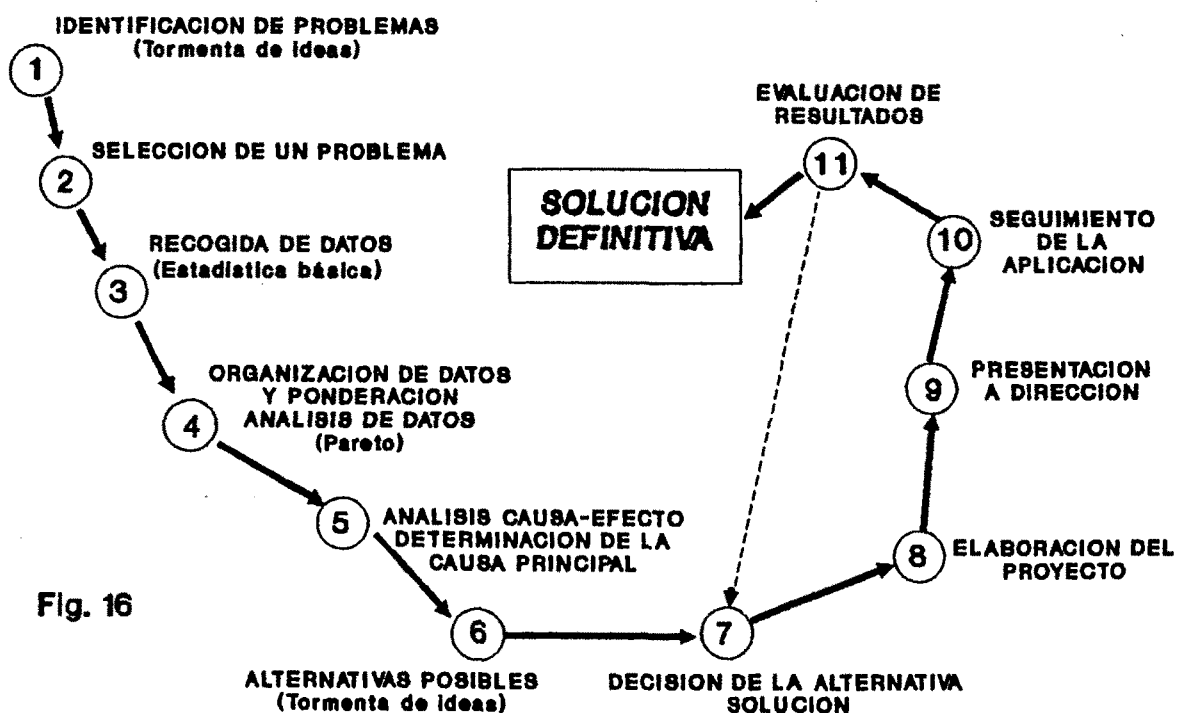 IDENTIFICACION DE PROBLEMAS
(Tormenta de ideas)
1
SELECCION DE UN PROBLEMA
2
RECOGIDA DE DATOS
(Estadistica básica)
3
ORGANIZACION DE DATOS
Y PONDERACION
ANALISIS DE DATOS
(Pareto)
4
5
ANALISIS CAUSA-EFECTO
DETERMINACION DE LA
CAUSA PRINCIPAL
6
ALTERNATIVAS POSIBLES
(Tormenta de ideas)
7
DECISION DE LA ALTERNATIVA
SOLUCION
8
ELABORACION DEL
PROYECTO
9
PRESENTACION
A DIRECCION
10
SEGUIMIENTO
DE LA
APLICACION
EVALUACION DE
RESULTADOS
11
SOLUCION
DEFINITIVA
Fig. 16